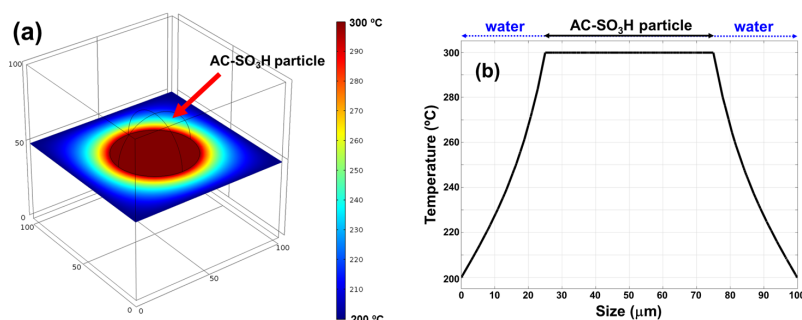 (a)
AC-SO₃H particle
100
50
0
100
50
0
0
50
100
300 ºC
290
280
270
260
250
240
230
220
210
200 ºC
water
AC-SO₃H particle
water
(b)
Temperature (ºC)
300
280
260
240
220
200
0 10 20 30 40 50 60 70 80 90 100
Size (μm)